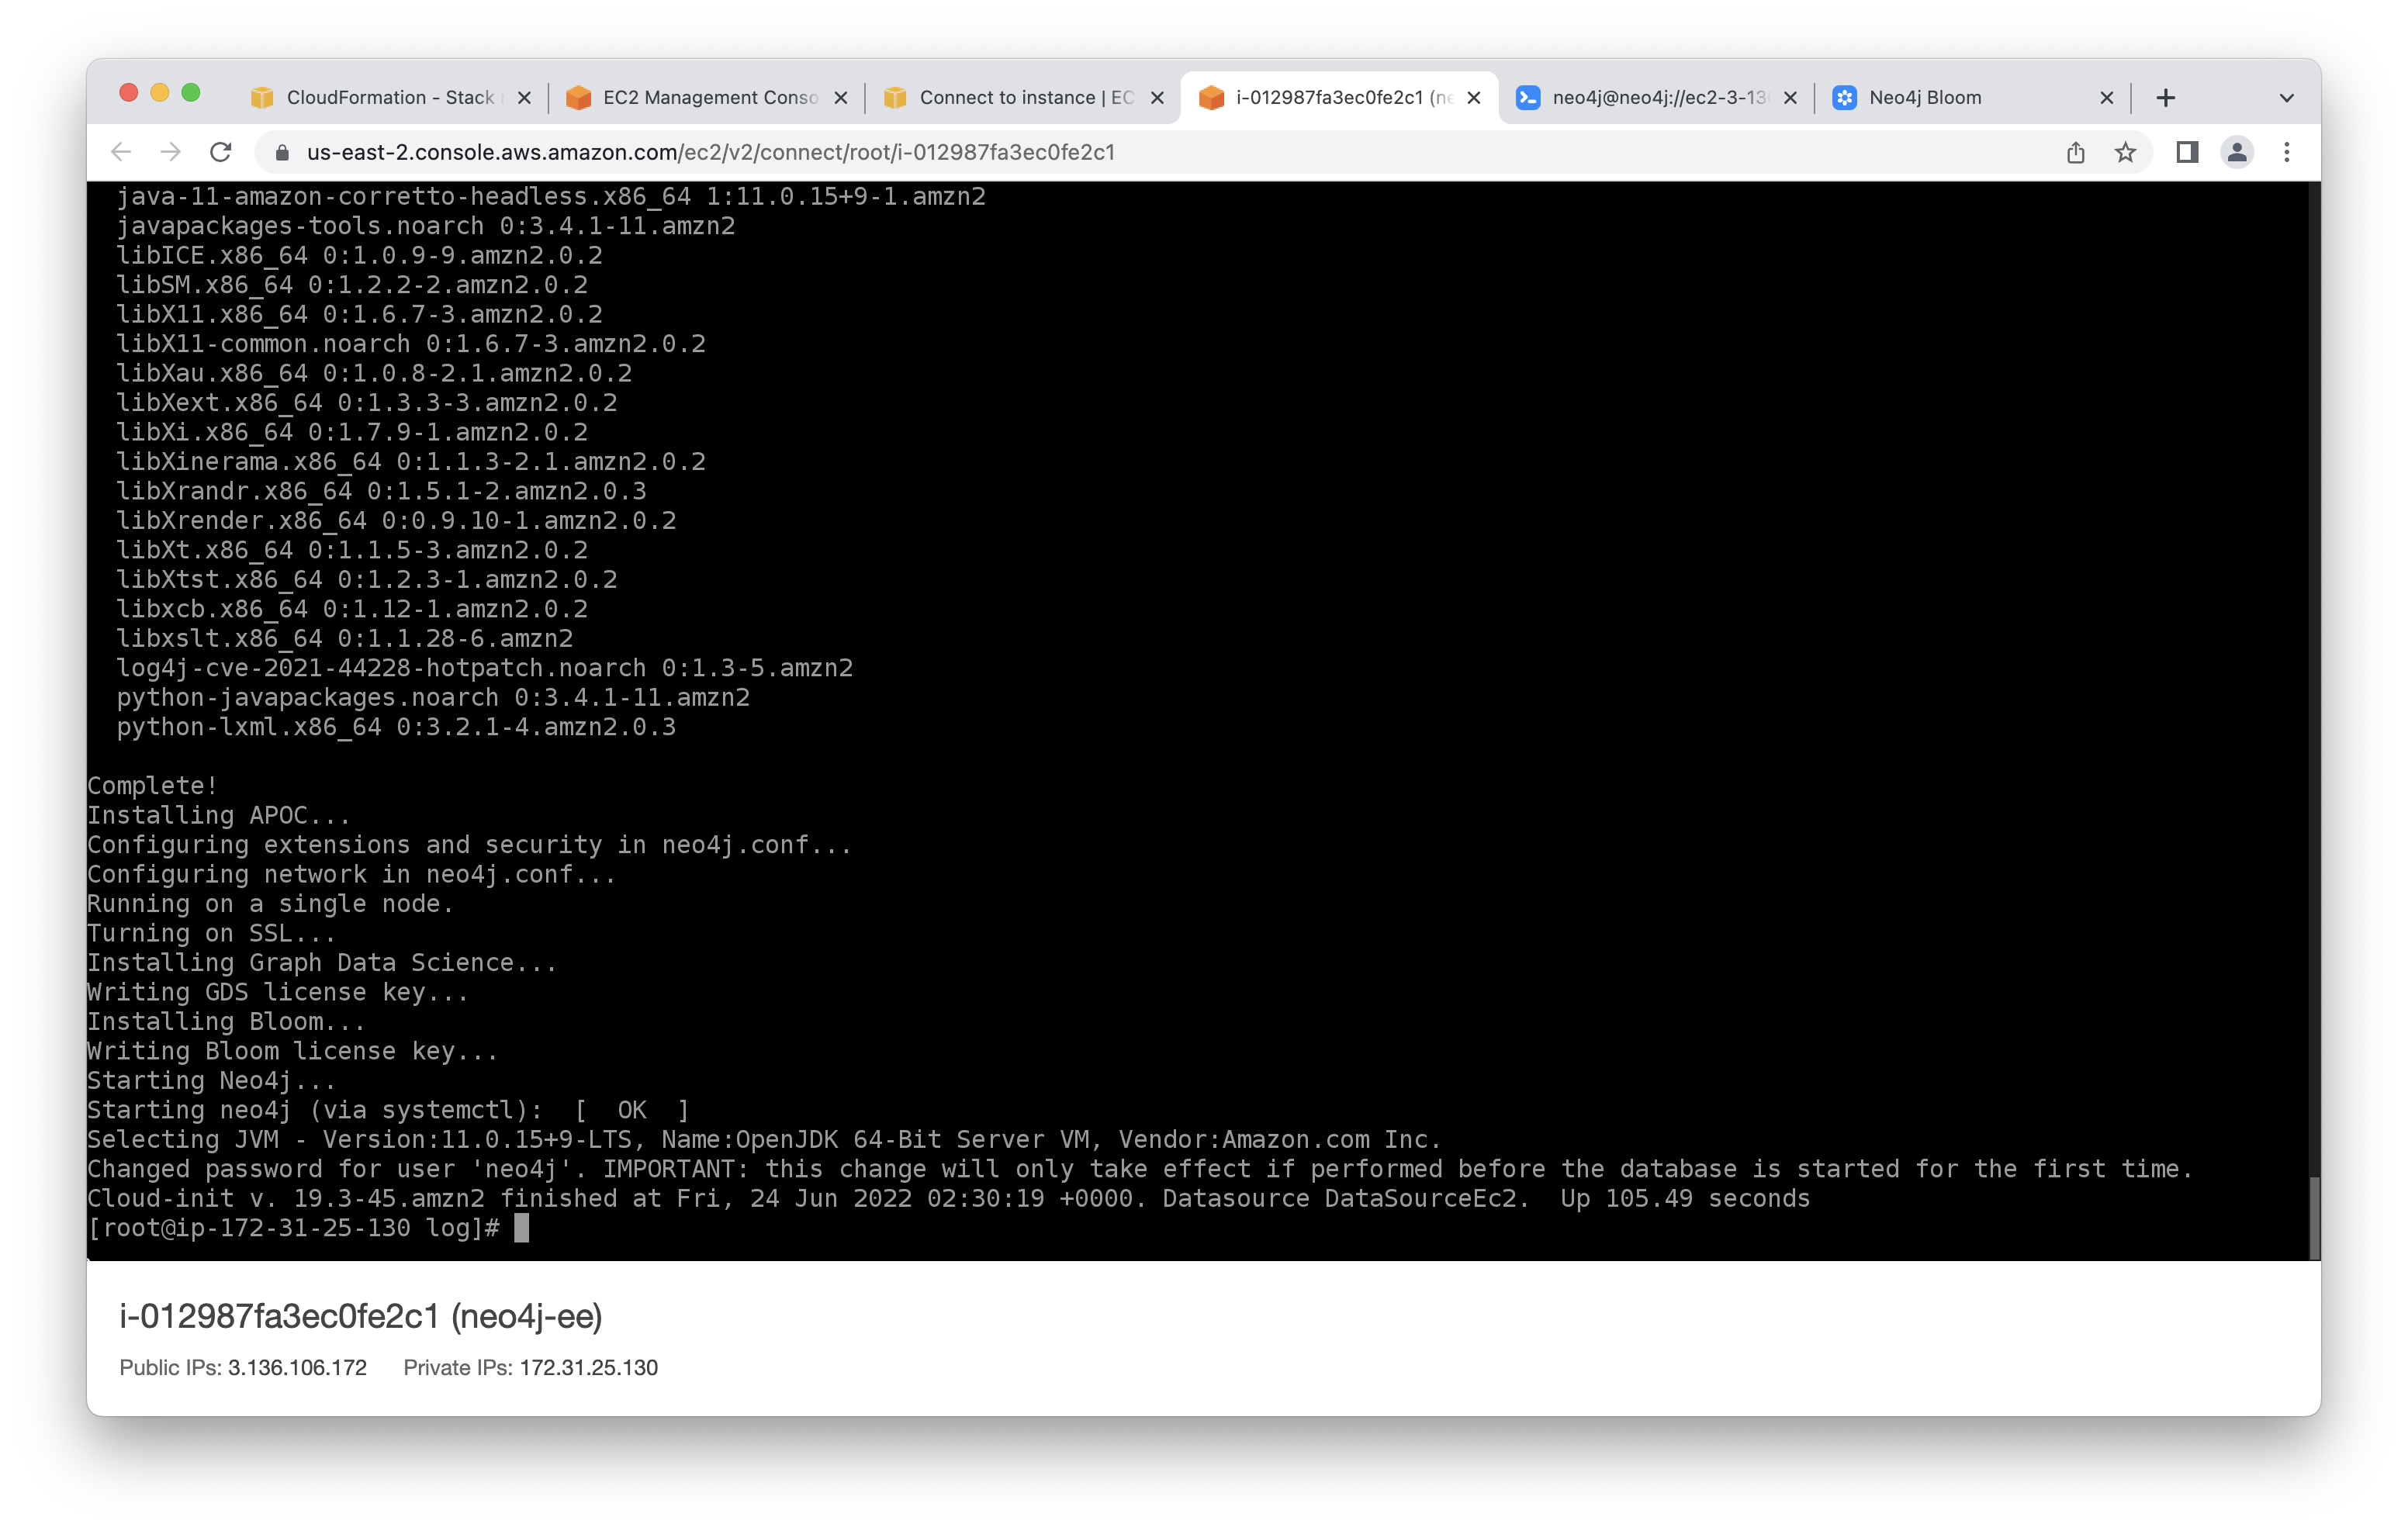 CloudFormation - Stack
EC2 Management Conso
Connect to instance | EC
i-012987fa3ec0fe2c1 (ne
neo4j@neo4j://ec2-3-13
Neo4j Bloom
us-east-2.console.aws.amazon.com/ec2/v2/connect/root/i-012987fa3ec0fe2c1
java-11-amazon-corretto-headless.x86_64 1:11.0.15+9-1.amzn2
javapackages-tools.noarch 0:3.4.1-11.amzn2
libICE.x86_64 0:1.0.9-9.amzn2.0.2
libSM.x86_64 0:1.2.2-2.amzn2.0.2
libX11.x86_64 0:1.6.7-3.amzn2.0.2
libX11-common.noarch 0:1.6.7-3.amzn2.0.2
libXau.x86_64 0:1.0.8-2.1.amzn2.0.2
libXext.x86_64 0:1.3.3-3.amzn2.0.2
libXi.x86_64 0:1.7.9-1.amzn2.0.2
libXinerama.x86_64 0:1.1.3-2.1.amzn2.0.2
libXrandr.x86_64 0:1.5.1-2.amzn2.0.3
libXrender.x86_64 0:0.9.10-1.amzn2.0.2
libXt.x86_64 0:1.1.5-3.amzn2.0.2
libXtst.x86_64 0:1.2.3-1.amzn2.0.2
libxcb.x86_64 0:1.12-1.amzn2.0.2
libxslt.x86_64 0:1.1.28-6.amzn2
log4j-cve-2021-44228-hotpatch.noarch 0:1.3-5.amzn2
python-javapackages.noarch 0:3.4.1-11.amzn2
python-lxml.x86_64 0:3.2.1-4.amzn2.0.3
Complete!
Installing APOC...
Configuring extensions and security in neo4j.conf...
Configuring network in neo4j.conf...
Running on a single node.
Turning on SSL...
Installing Graph Data Science...
Writing GDS license key...
Installing Bloom...
Writing Bloom license key...
Starting Neo4j...
Starting neo4j (via systemctl):  [  OK  ]
Selecting JVM - Version:11.0.15+9-LTS, Name:OpenJDK 64-Bit Server VM, Vendor:Amazon.com Inc.
Changed password for user 'neo4j'. IMPORTANT: this change will only take effect if performed before the database is started for the first time.
Cloud-init v. 19.3-45.amzn2 finished at Fri, 24 Jun 2022 02:30:19 +0000. Datasource DataSourceEc2.  Up 105.49 seconds
[root@ip-172-31-25-130 log]#
i-012987fa3ec0fe2c1 (neo4j-ee)
Public IPs: 3.136.106.172 Private IPs: 172.31.25.130